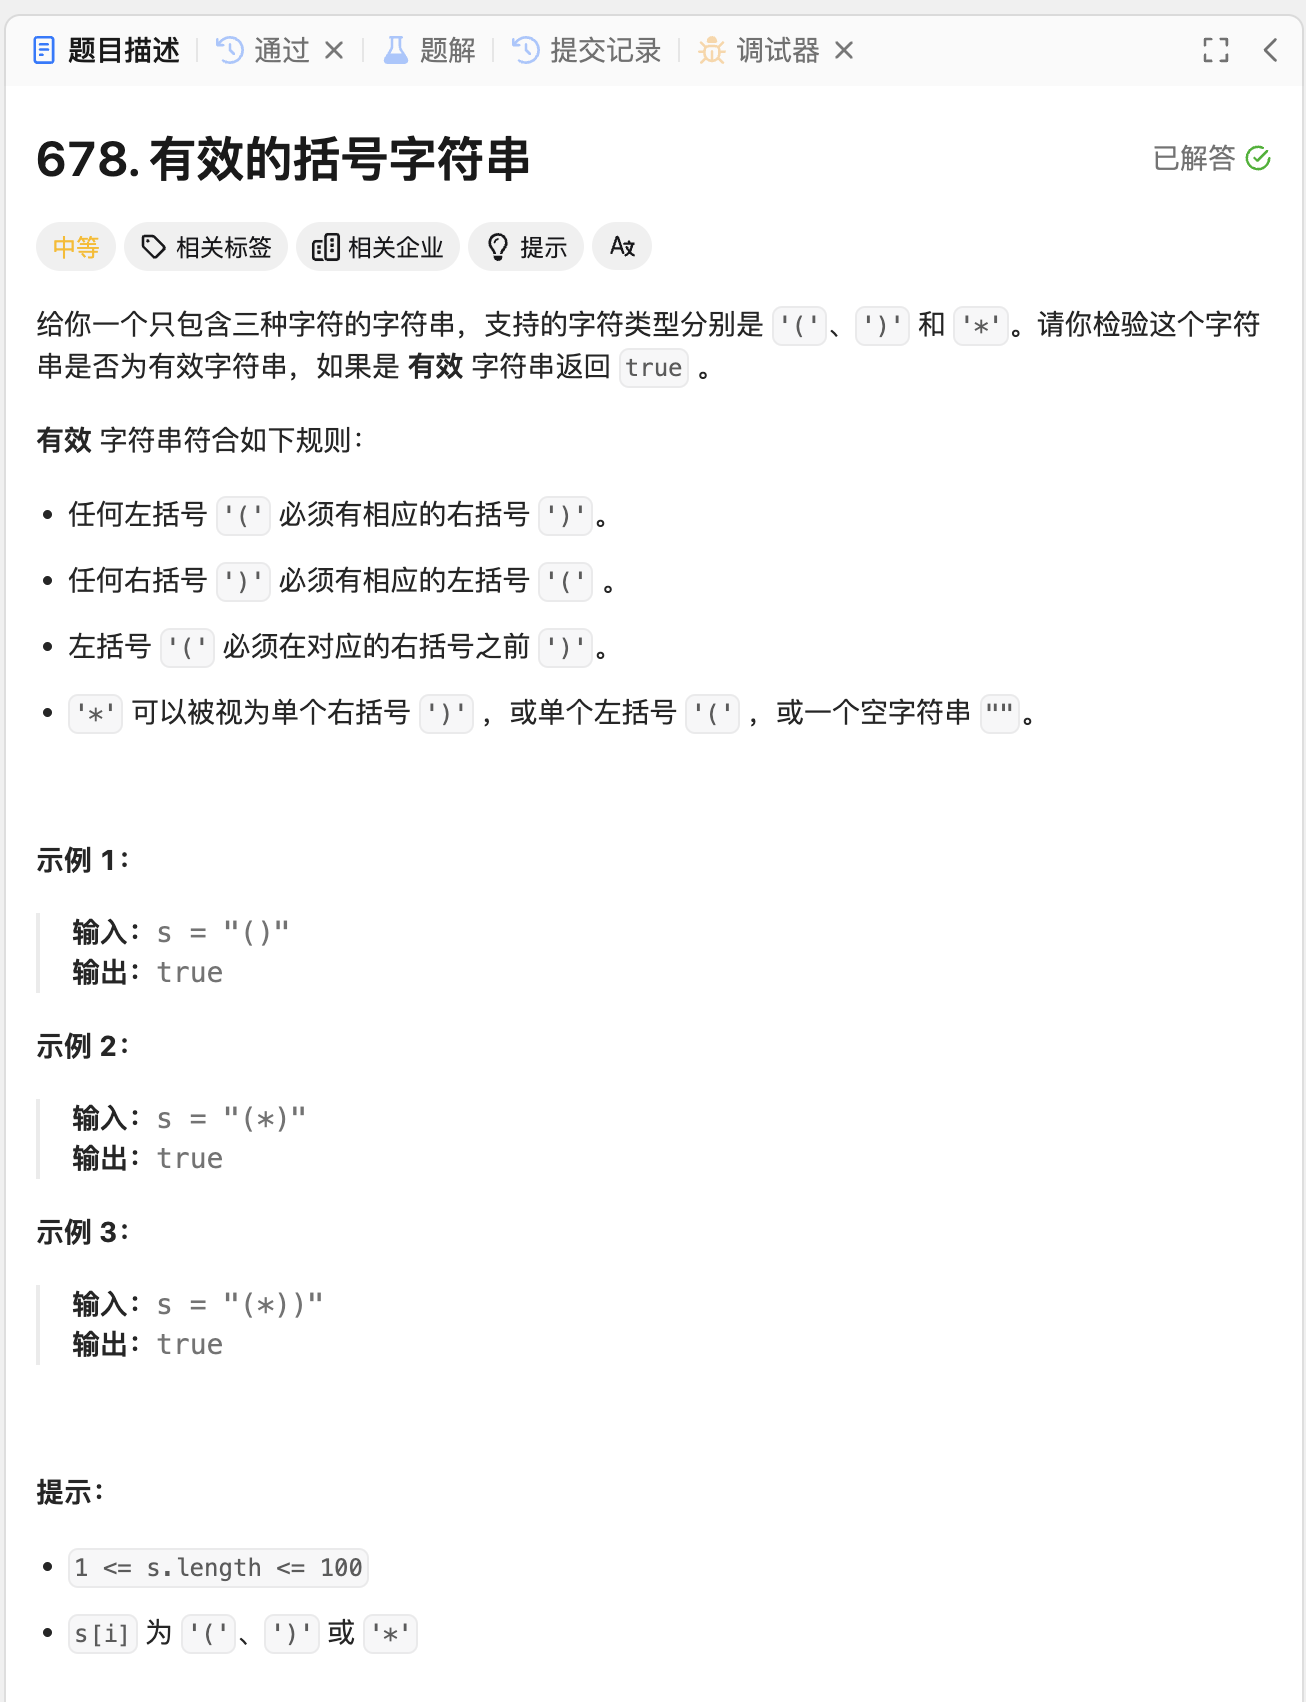 题目描述 通过 题解 提交记录 调试器
678. 有效的括号字符串
已解答
中等 相关标签 相关企业 提示
给你一个只包含三种字符的字符串，支持的字符类型分别是 '('、')' 和 '*'。请你检验这个字符
串是否为有效字符串，如果是 有效 字符串返回 true 。
有效 字符串符合如下规则：
• 任何左括号 '(' 必须有相应的右括号 ')'。
• 任何右括号 ')' 必须有相应的左括号 '(' 。
• 左括号 '(' 必须在对应的右括号之前 ')'。
• '*' 可以被视为单个右括号 ')' ，或单个左括号 '(' ，或一个空字符串 ""。
示例 1：
输入：s = "()"
输出：true
示例 2：
输入：s = "(*)"
输出：true
示例 3：
输入：s = "(*))"
输出：true
提示：
• 1 <= s.length <= 100
• s[i] 为 '('、')' 或 '*'